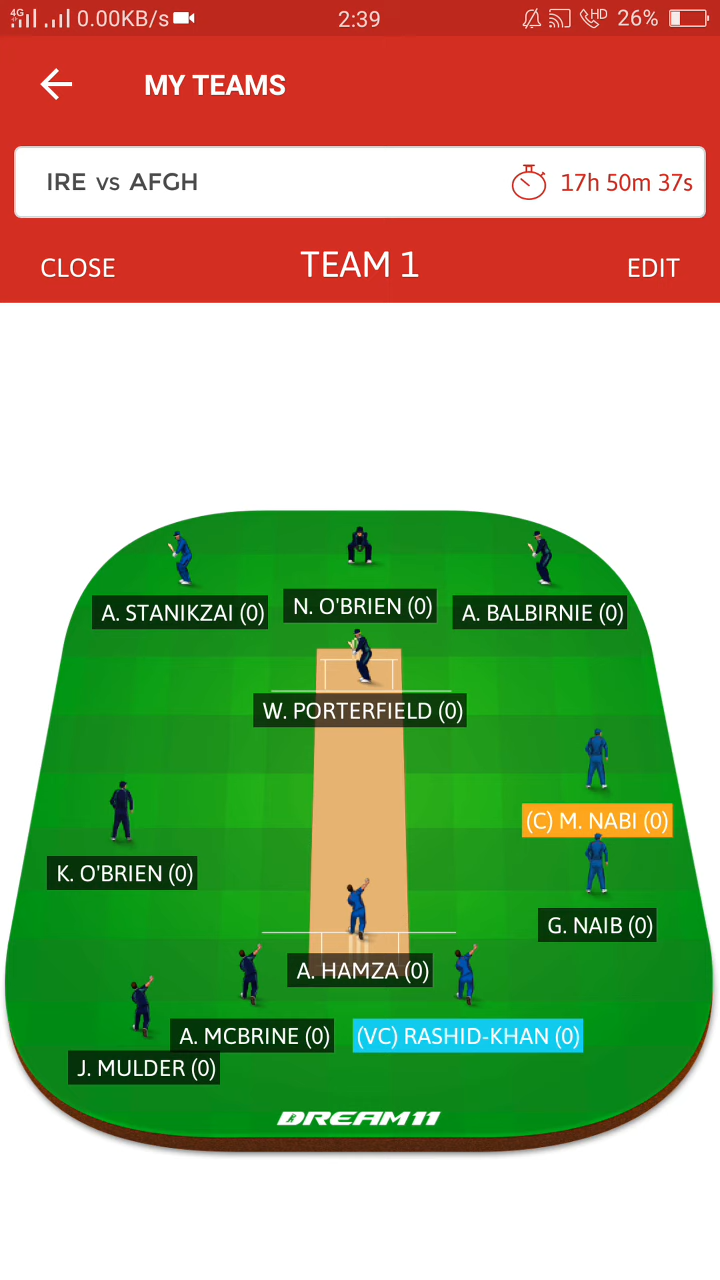 4G 0.00KB/s 2:39 HD 26%
MY TEAMS
IRE vs AFGH 17h 50m 37s
CLOSE TEAM 1 EDIT
A. STANIKZAI (0) N. O'BRIEN (0) A. BALBIRNIE (0)
W. PORTERFIELD (0)
(C) M. NABI (0)
K. O'BRIEN (0)
G. NAIB (0)
A. HAMZA (0)
A. MCBRINE (0) (VC) RASHID-KHAN (0)
J. MULDER (0)
DREAM11